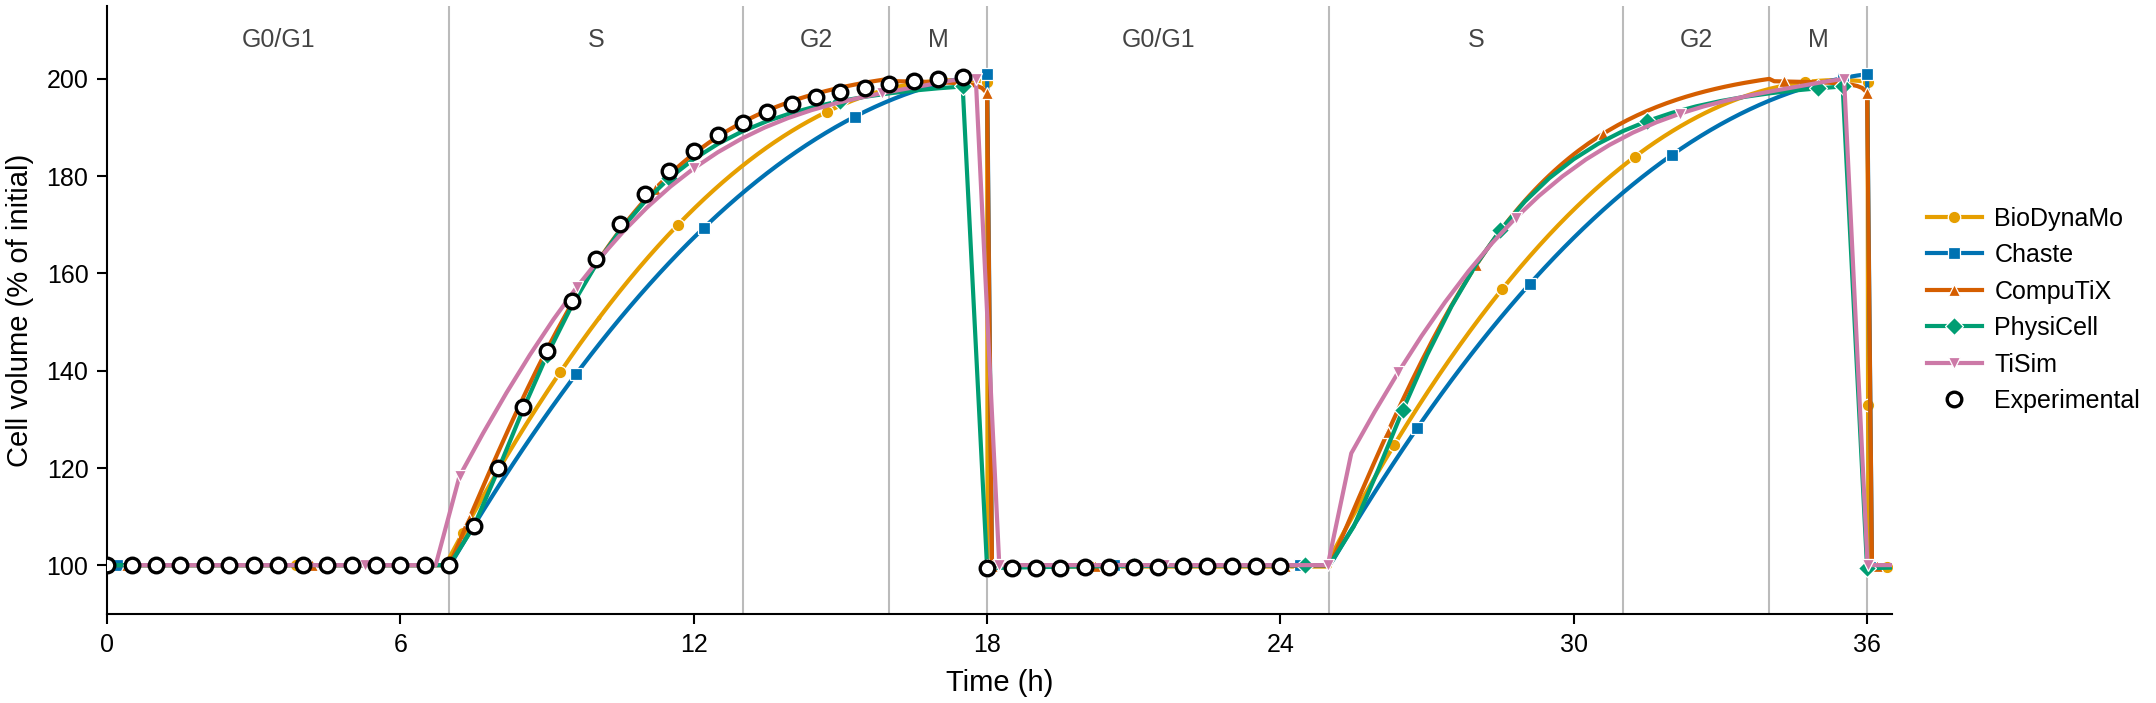 G0/G1 S G2 M G0/G1 S G2 M
200
180
160
140
120
100
Cell volume (% of initial)
0 6 12 18 24 30 36
Time (h)
BioDynaMo
Chaste
CompuTiX
PhysiCell
TiSim
Experimental